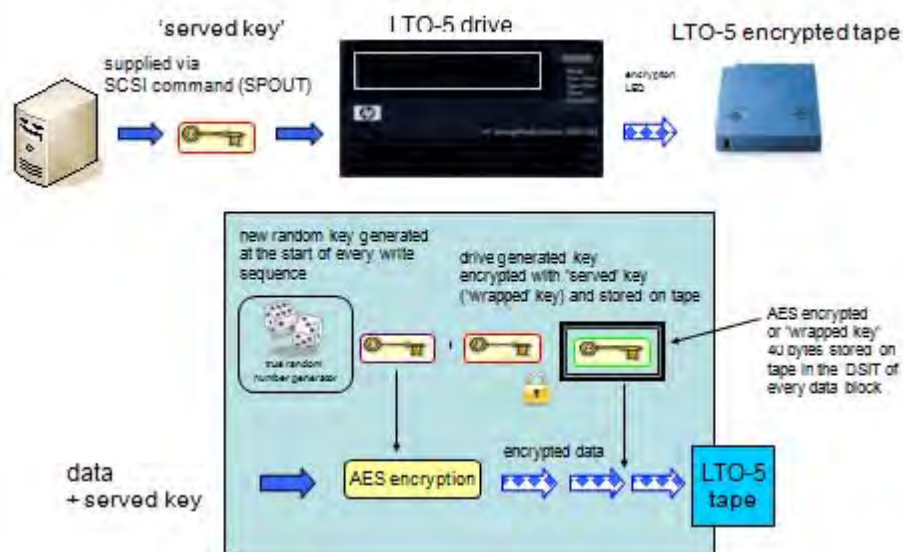 'served key'
LTO-5 drive
LTO-5 encrypted tape
supplied via
SCSI command (SPOUT)
encryption
LED
hp
new random key generated
at the start of every write
sequence
drive generated key
encrypted with 'served' key
('wrapped' key) and stored on tape
true random
number generator
AES encrypted
or 'wrapped key'
40 bytes stored on
tape in the DSIT of
every data block
encrypted data
data
+ served key
AES encryption
LTO-5
tape